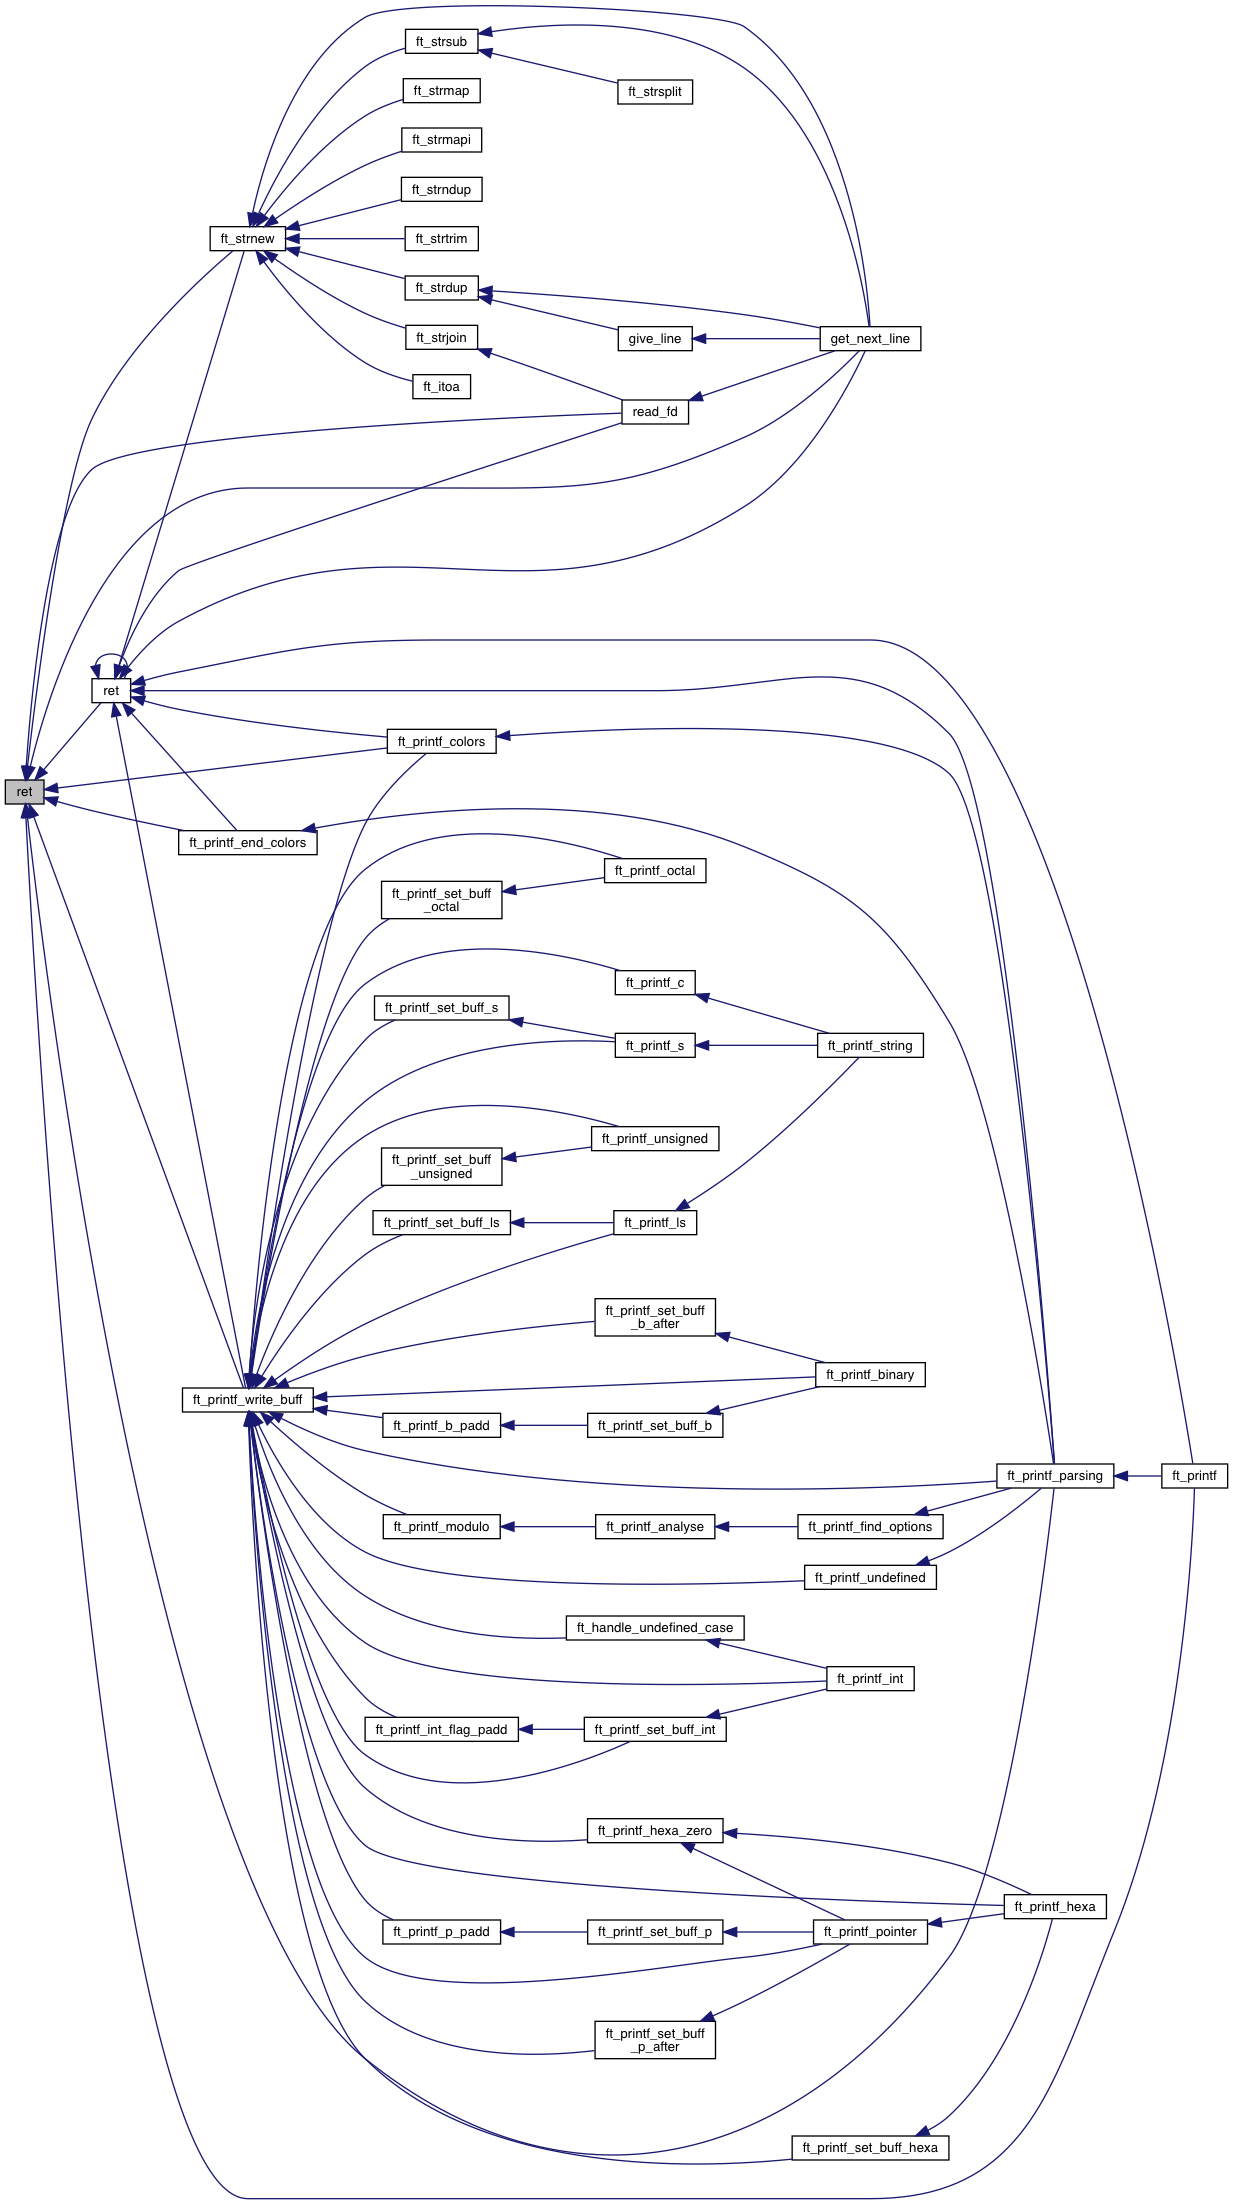 ft_strsub
ft_strmap
ft_strsplit
ft_strmapi
ft_strndup
ft_strnew
ft_strtrim
ft_strdup
ft_strjoin
give_line
get_next_line
ft_itoa
read_fd
ret
ft_printf_colors
ret
ft_printf_end_colors
ft_printf_octal
ft_printf_set_buff
_octal
ft_printf_c
ft_printf_set_buff_s
ft_printf_s
ft_printf_string
ft_printf_unsigned
ft_printf_set_buff
_unsigned
ft_printf_set_buff_ls
ft_printf_ls
ft_printf_set_buff
_b_after
ft_printf_binary
ft_printf_write_buff
ft_printf_b_padd
ft_printf_set_buff_b
ft_printf_parsing
ft_printf
ft_printf_modulo
ft_printf_analyse
ft_printf_find_options
ft_printf_undefined
ft_handle_undefined_case
ft_printf_int
ft_printf_int_flag_padd
ft_printf_set_buff_int
ft_printf_hexa_zero
ft_printf_hexa
ft_printf_p_padd
ft_printf_set_buff_p
ft_printf_pointer
ft_printf_set_buff
_p_after
ft_printf_set_buff_hexa